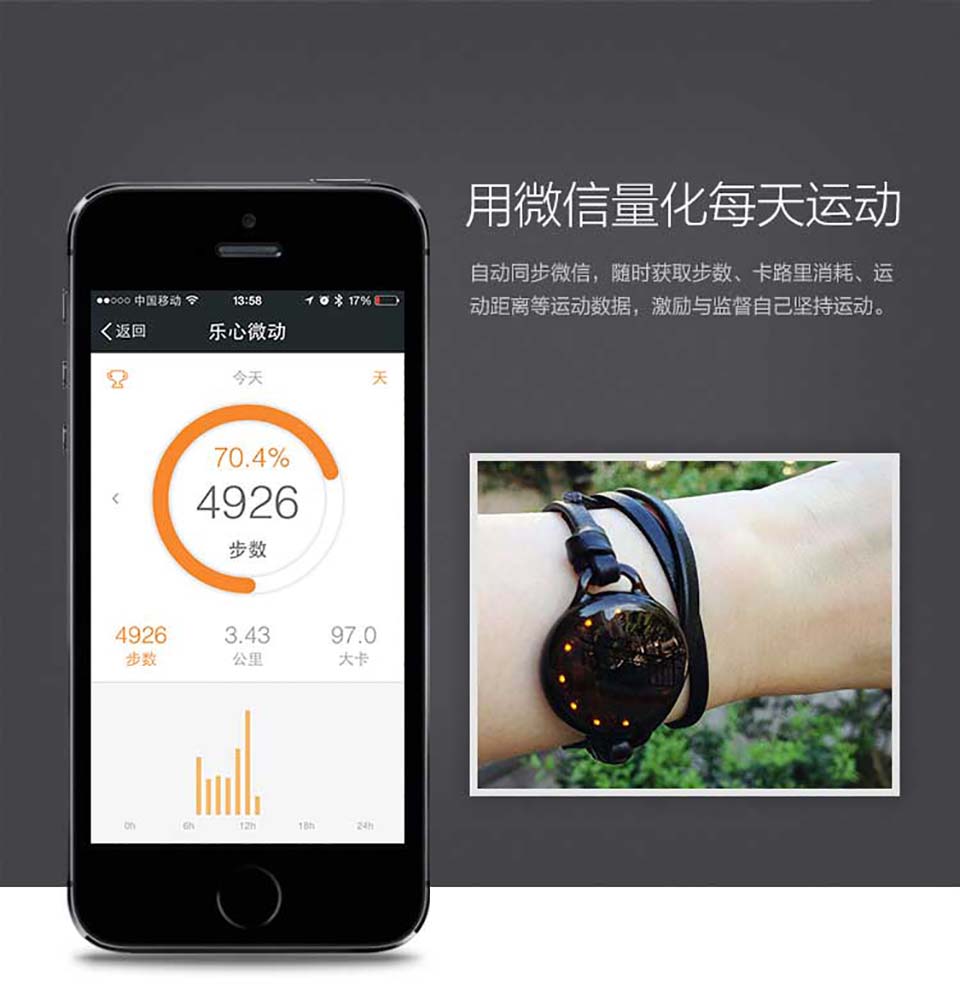 用微信量化每天运动
自动同步微信，随时获取步数、卡路里消耗、运
动距离等运动数据，激励与监督自己坚持运动。
中国移动 13:58 17%
返回 乐心微动
今天 天
70.4%
4926
步数
4926 3.43 97.0
步数 公里 大卡
0h 6h 12h 18h 24h